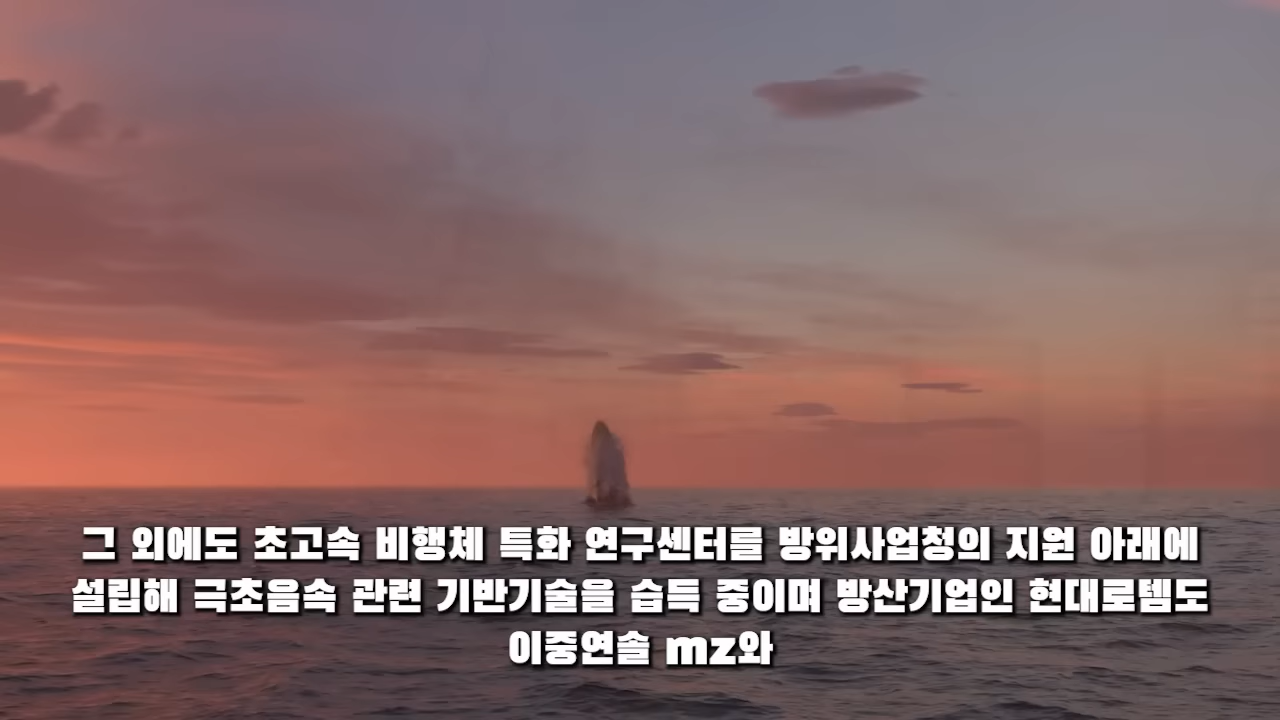 그 외에도 초고속 비행체 특화 연구센터를 방위사업청의 지원 아래에
설립해 극초음속 관련 기반기술을 습득 중이며 방산기업인 현대로템도
이중연솔 mz와